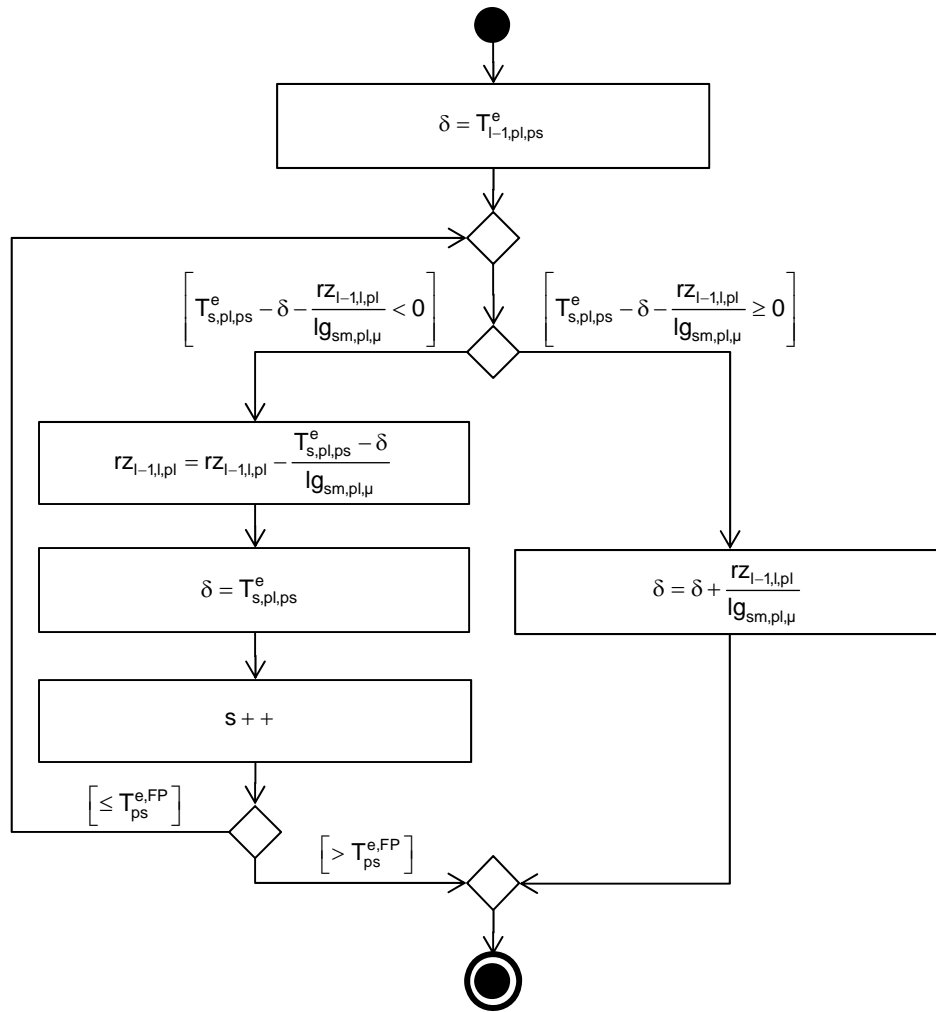 δ = T^e_{l−1,pl,ps}
[T^e_{s,pl,ps} − δ − rz_{l−1,l,pl} / lg_{sm,pl,µ} < 0]
[T^e_{s,pl,ps} − δ − rz_{l−1,l,pl} / lg_{sm,pl,µ} ≥ 0]
rz_{l−1,l,pl} = rz_{l−1,l,pl} − (T^e_{s,pl,ps} − δ) / lg_{sm,pl,µ}
δ = T^e_{s,pl,ps}
δ = δ + rz_{l−1,l,pl} / lg_{sm,pl,µ}
s + +
[≤ T^{e,FP}_{ps}]
[> T^{e,FP}_{ps}]